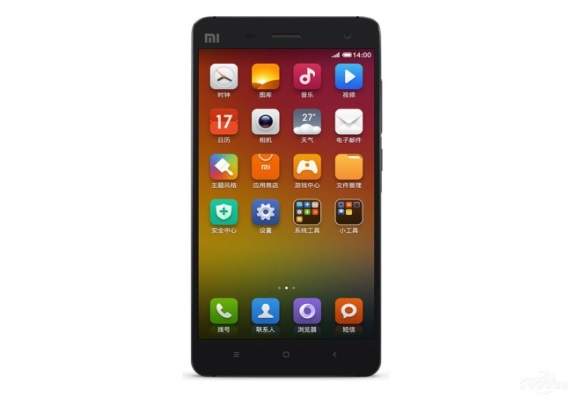 mi
14:00
时钟 图库 音乐 视频
17 27°
日历 相机 天气 电子邮件
mi
主题风格 应用商店 游戏中心 文件管理
安全中心 设置 系统工具 小工具
拨号 联系人 浏览器 短信